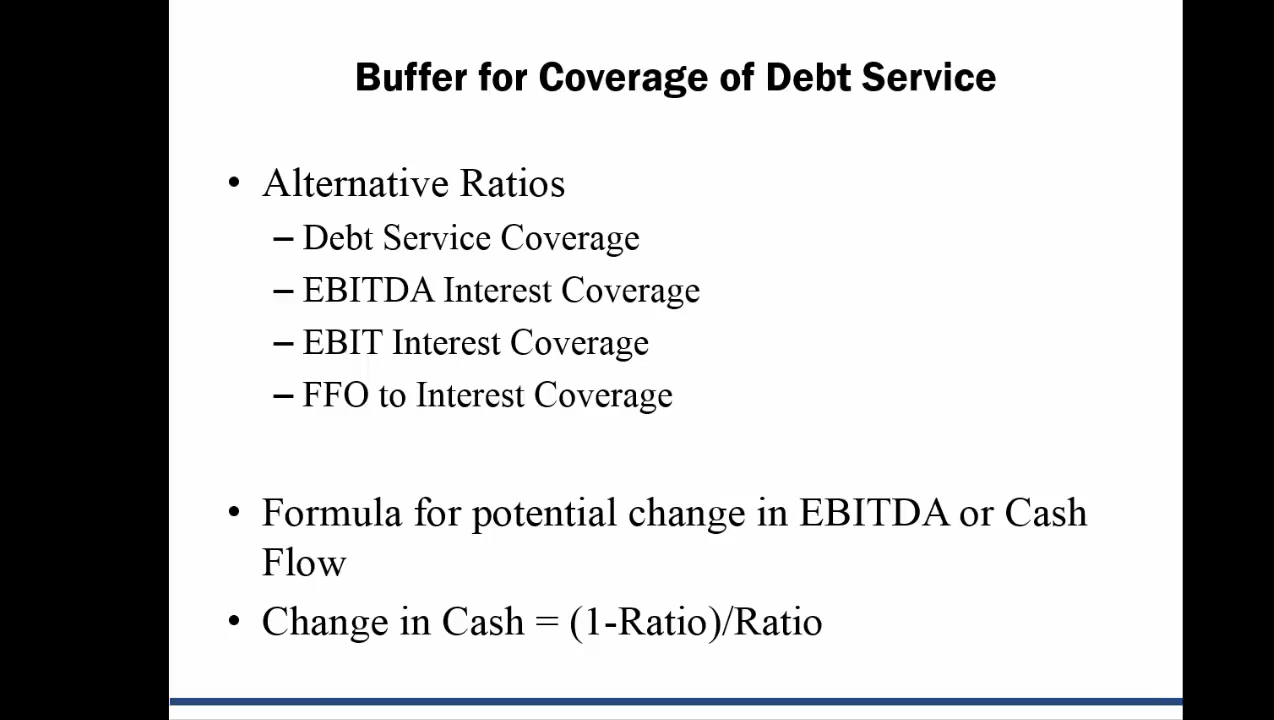 Buffer for Coverage of Debt Service
• Alternative Ratios
– Debt Service Coverage
– EBITDA Interest Coverage
– EBIT Interest Coverage
– FFO to Interest Coverage
• Formula for potential change in EBITDA or Cash
Flow
• Change in Cash = (1-Ratio)/Ratio